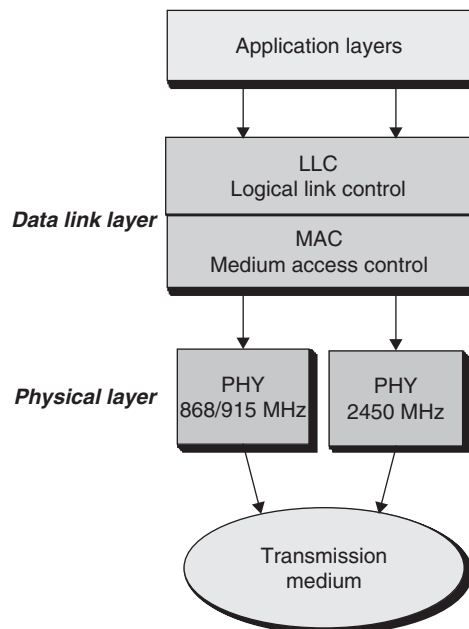 Application layers
LLC
Logical link control
Data link layer
MAC
Medium access control
Physical layer
PHY
868/915 MHz
PHY
2450 MHz
Transmission
medium